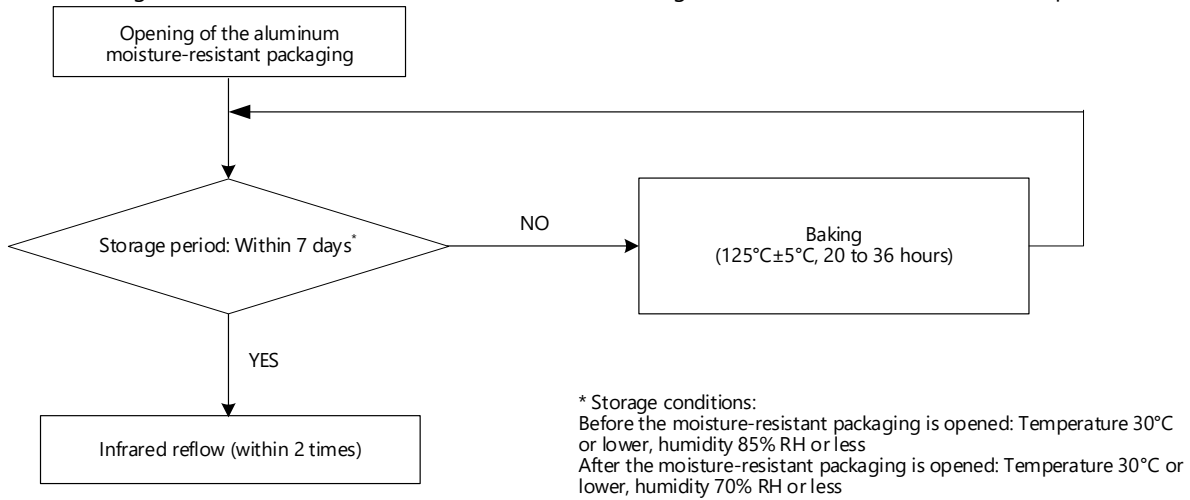 Opening of the aluminum
moisture-resistant packaging
Storage period: Within 7 days*
NO
Baking
(125°C±5°C, 20 to 36 hours)
YES
Infrared reflow (within 2 times)
* Storage conditions:
Before the moisture-resistant packaging is opened: Temperature 30°C
or lower, humidity 85% RH or less
After the moisture-resistant packaging is opened: Temperature 30°C or
lower, humidity 70% RH or less